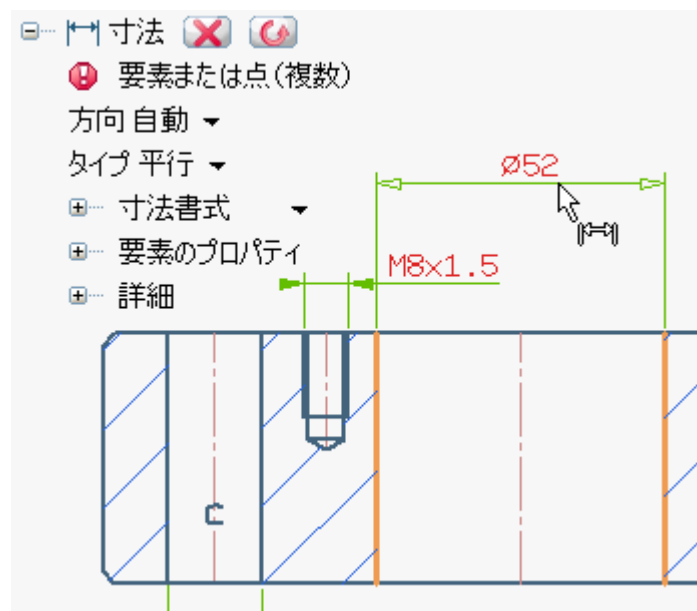 寸法
要素または点(複数)
方向 自動
タイプ 平行
寸法書式
要素のプロパティ
詳細
Ø52
M8x1.5